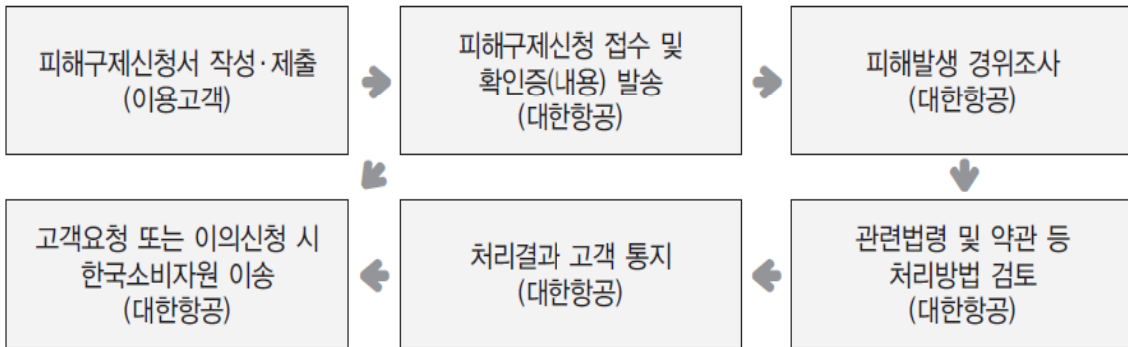 피해구제신청서 작성·제출
(이용고객)
피해구제신청 접수 및
확인증(내용) 발송
(대한항공)
피해발생 경위조사
(대한항공)
관련법령 및 약관 등
처리방법 검토
(대한항공)
처리결과 고객 통지
(대한항공)
고객요청 또는 이의신청 시
한국소비자원 이송
(대한항공)